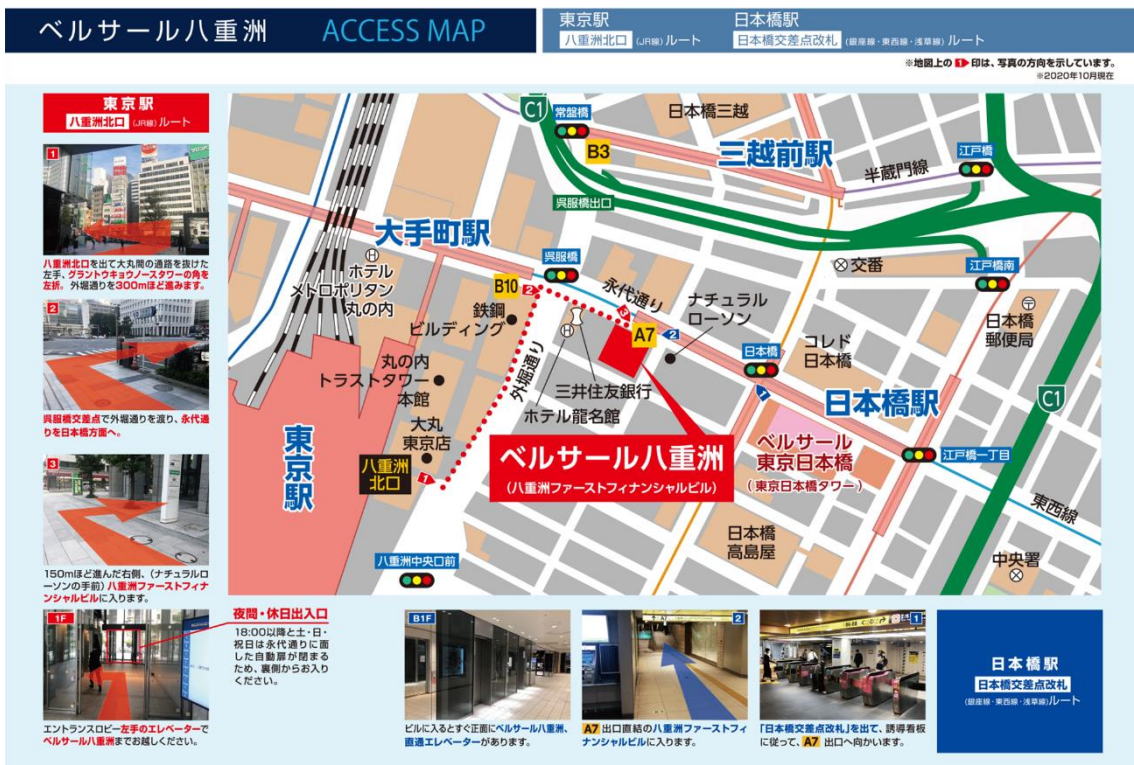 ベルサール八重洲 ACCESS MAP
東京駅
八重洲北口 (JR線) ルート
日本橋駅
日本橋交差点改札 (銀座線・東西線・浅草線) ルート
※地図上の 1 印は、写真の方向を示しています。
※2020年10月現在
東京駅
八重洲北口 (JR線) ルート
1
八重洲北口を出て大丸間の通路を抜けた
左手、グラントウキョウノースタワーの角を
左折。外堀通りを300mほど進みます。
2
呉服橋交差点で外堀通りを渡り、永代通
りを日本橋方面へ。
3
150mほど進んだ右側、(ナチュラルロ
ーソンの手前) 八重洲ファーストフィナ
ンシャルビルに入ります。
1F
エントランスロビー左手のエレベーターで
ベルサール八重洲までお越しください。
夜間・休日出入口
18:00以降と土・日・
祝日は永代通りに面
した自動扉が閉まる
ため、裏側からお入り
ください。
C1
常盤橋
B3
日本橋三越
三越前駅
半蔵門線
江戸橋
呉服橋出口
大手町駅
呉服橋
永代通り
交番
江戸橋南
H
ホテル
メトロポリタン
丸の内
B10
2
鉄鋼
ビルディング
ナチュラル
ローソン
3
A7
2
〒
日本橋
郵便局
コレド
日本橋
日本橋
1
丸の内
トラストタワー
本館
外堀通り
H
三井住友銀行
ホテル龍名館
日本橋駅
C1
大丸
東京店
東京駅
八重洲
北口
1
ベルサール八重洲
(八重洲ファーストフィナンシャルビル)
ベルサール
東京日本橋
(東京日本橋タワー)
江戸橋一丁目
東西線
日本橋
高島屋
中央署
八重洲中央口前
B1F
ビルに入るとすぐ正面にベルサール八重洲、
直通エレベーターがあります。
2
A7 出口直結の八重洲ファーストフィ
ナンシャルビルに入ります。
1
「日本橋交差点改札」を出て、誘導看板
に従って、A7 出口へ向かいます。
日本橋駅
日本橋交差点改札
(銀座線・東西線・浅草線) ルート